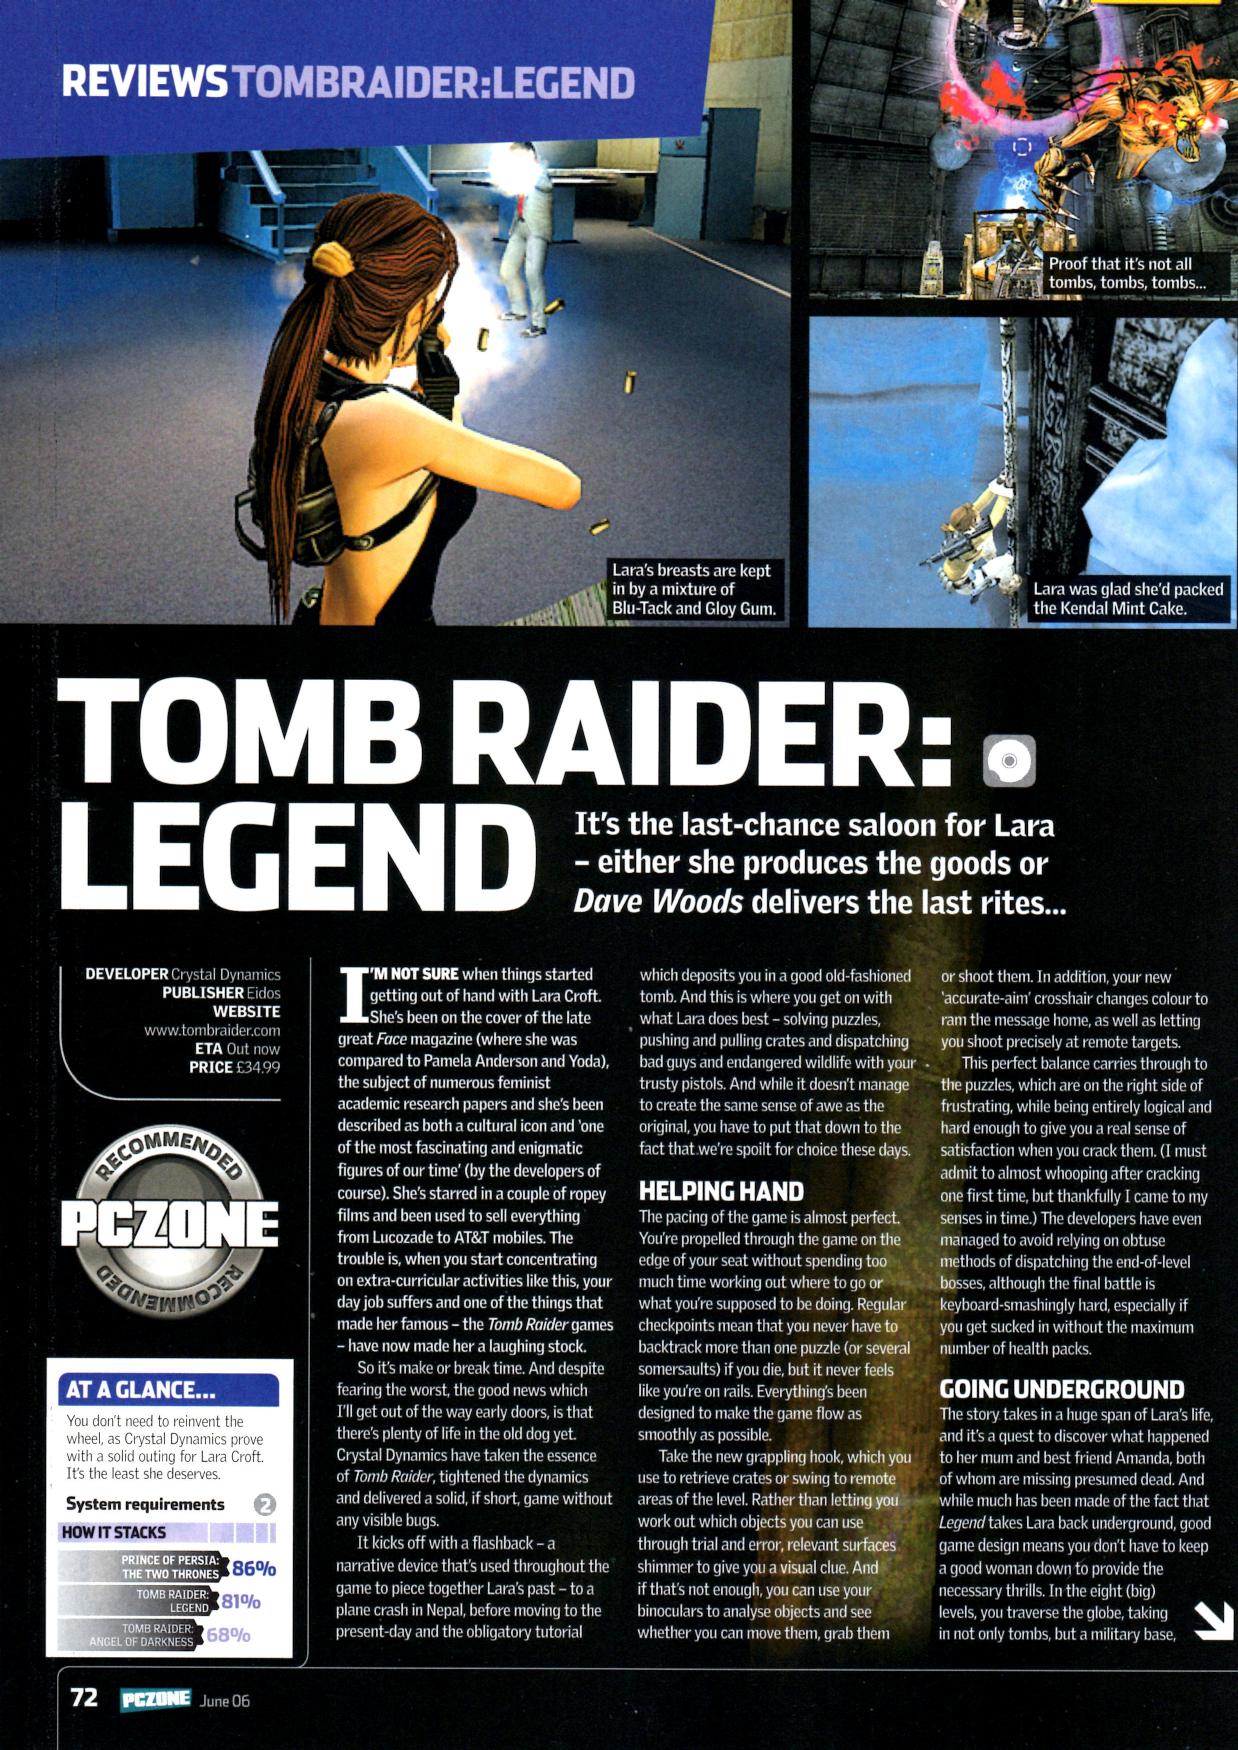 REVIEWS TOMBRAIDER:LEGEND
Proof that it's not all
tombs, tombs, tombs...
Lara's breasts are kept
in by a mixture of
Blu-Tack and Gloy Gum.
Lara was glad she'd packed
the Kendal Mint Cake.
TOMB RAIDER:
LEGEND
It's the last-chance saloon for Lara
– either she produces the goods or
Dave Woods delivers the last rites...
DEVELOPER Crystal Dynamics
PUBLISHER Eidos
WEBSITE
www.tombraider.com
ETA Out now
PRICE £34.99
RECOMMENDED
PCZONE
RECOMMENDED
AT A GLANCE...
You don't need to reinvent the
wheel, as Crystal Dynamics prove
with a solid outing for Lara Croft.
It's the least she deserves.
System requirements 2
HOW IT STACKS
PRINCE OF PERSIA:
THE TWO THRONES 86%
TOMB RAIDER:
LEGEND 81%
TOMB RAIDER:
ANGEL OF DARKNESS 68%
I'M NOT SURE when things started
getting out of hand with Lara Croft.
She's been on the cover of the late
great Face magazine (where she was
compared to Pamela Anderson and Yoda),
the subject of numerous feminist
academic research papers and she's been
described as both a cultural icon and 'one
of the most fascinating and enigmatic
figures of our time' (by the developers of
course). She's starred in a couple of ropey
films and been used to sell everything
from Lucozade to AT&T mobiles. The
trouble is, when you start concentrating
on extra-curricular activities like this, your
day job suffers and one of the things that
made her famous – the Tomb Raider games
– have now made her a laughing stock.
So it's make or break time. And despite
fearing the worst, the good news which
I'll get out of the way early doors, is that
there's plenty of life in the old dog yet.
Crystal Dynamics have taken the essence
of Tomb Raider, tightened the dynamics
and delivered a solid, if short, game without
any visible bugs.
It kicks off with a flashback – a
narrative device that's used throughout the
game to piece together Lara's past – to a
plane crash in Nepal, before moving to the
present-day and the obligatory tutorial
which deposits you in a good old-fashioned
tomb. And this is where you get on with
what Lara does best – solving puzzles,
pushing and pulling crates and dispatching
bad guys and endangered wildlife with your
trusty pistols. And while it doesn't manage
to create the same sense of awe as the
original, you have to put that down to the
fact that we're spoilt for choice these days.
HELPING HAND
The pacing of the game is almost perfect.
You're propelled through the game on the
edge of your seat without spending too
much time working out where to go or
what you're supposed to be doing. Regular
checkpoints mean that you never have to
backtrack more than one puzzle (or several
somersaults) if you die, but it never feels
like you're on rails. Everything's been
designed to make the game flow as
smoothly as possible.
Take the new grappling hook, which you
use to retrieve crates or swing to remote
areas of the level. Rather than letting you
work out which objects you can use
through trial and error, relevant surfaces
shimmer to give you a visual clue. And
if that's not enough, you can use your
binoculars to analyse objects and see
whether you can move them, grab them
or shoot them. In addition, your new
'accurate-aim' crosshair changes colour to
ram the message home, as well as letting
you shoot precisely at remote targets.
This perfect balance carries through to
the puzzles, which are on the right side of
frustrating, while being entirely logical and
hard enough to give you a real sense of
satisfaction when you crack them. (I must
admit to almost whooping after cracking
one first time, but thankfully I came to my
senses in time.) The developers have even
managed to avoid relying on obtuse
methods of dispatching the end-of-level
bosses, although the final battle is
keyboard-smashingly hard, especially if
you get sucked in without the maximum
number of health packs.
GOING UNDERGROUND
The story takes in a huge span of Lara's life,
and it's a quest to discover what happened
to her mum and best friend Amanda, both
of whom are missing presumed dead. And
while much has been made of the fact that
Legend takes Lara back underground, good
game design means you don't have to keep
a good woman down to provide the
necessary thrills. In the eight (big)
levels, you traverse the globe, taking
in not only tombs, but a military base,
72 PCZONE June 06